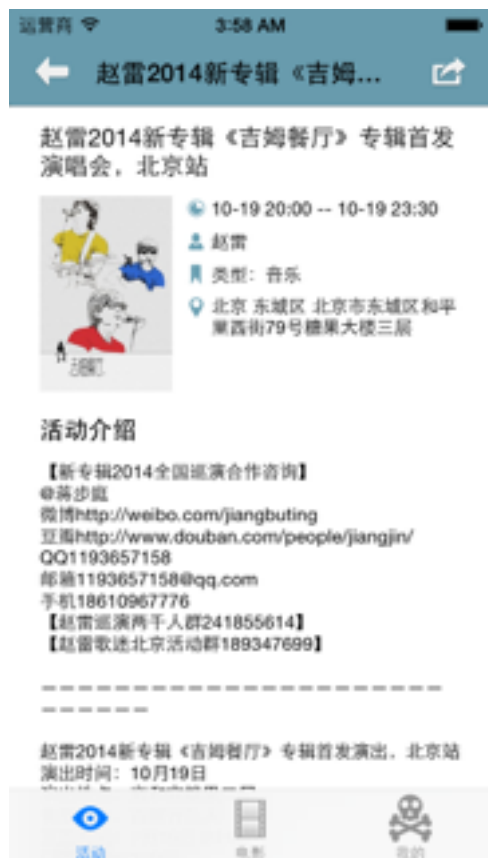 运营商
3:58 AM
赵雷2014新专辑《吉姆...
赵雷2014新专辑《吉姆餐厅》专辑首发
演唱会，北京站
10-19 20:00 -- 10-19 23:30
赵雷
类型：音乐
北京 东城区 北京市东城区和平
里西街79号糖果大楼三层
活动介绍
【新专辑2014全国巡演合作咨询】
@蒋步庭
微博http://weibo.com/jiangbuting
豆瓣http://www.douban.com/people/jiangjin/
QQ1193657158
邮箱1193657158@qq.com
手机18610967776
【赵雷巡演两千人群241855614】
【赵雷歌迷北京活动群189347699】
————————————————————————
——————
赵雷2014新专辑《吉姆餐厅》专辑首发演出，北京站
演出时间：10月19日
活动
电影
我的